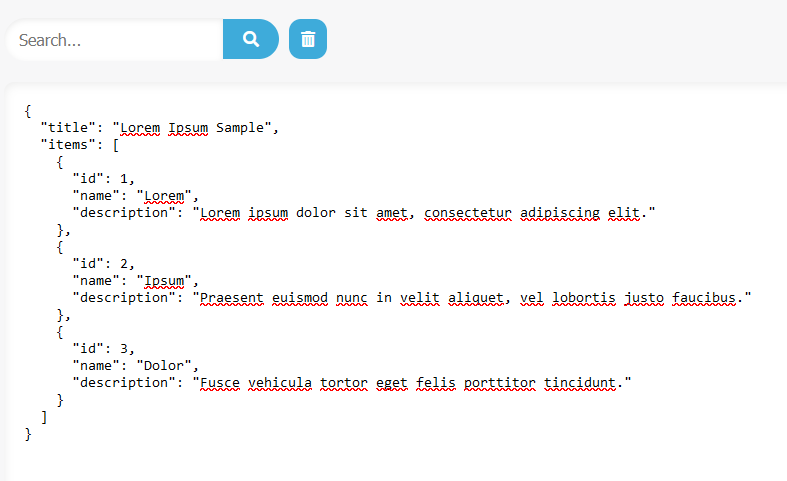 Search...
{
  "title": "Lorem Ipsum Sample",
  "items": [
    {
      "id": 1,
      "name": "Lorem",
      "description": "Lorem ipsum dolor sit amet, consectetur adipiscing elit."
    },
    {
      "id": 2,
      "name": "Ipsum",
      "description": "Praesent euismod nunc in velit aliquet, vel lobortis justo faucibus."
    },
    {
      "id": 3,
      "name": "Dolor",
      "description": "Fusce vehicula tortor eget felis porttitor tincidunt."
    }
  ]
}